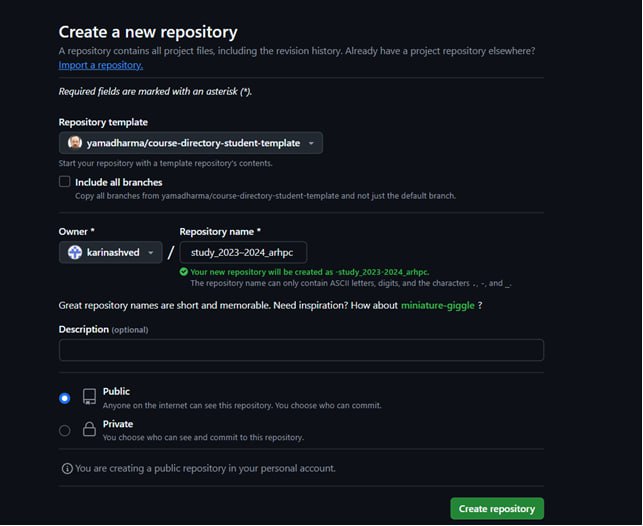 Create a new repository
A repository contains all project files, including the revision history. Already have a project repository elsewhere?
Import a repository.
Required fields are marked with an asterisk (*).
Repository template
yamadharma/course-directory-student-template
Start your repository with a template repository's contents.
Include all branches
Copy all branches from yamadharma/course-directory-student-template and not just the default branch.
Owner * Repository name *
karinashved / study_2023–2024_arhpc
Your new repository will be created as -study_2023-2024_arhpc.
The repository name can only contain ASCII letters, digits, and the characters ., -, and _.
Great repository names are short and memorable. Need inspiration? How about miniature-giggle ?
Description (optional)
Public
Anyone on the internet can see this repository. You choose who can commit.
Private
You choose who can see and commit to this repository.
You are creating a public repository in your personal account.
Create repository